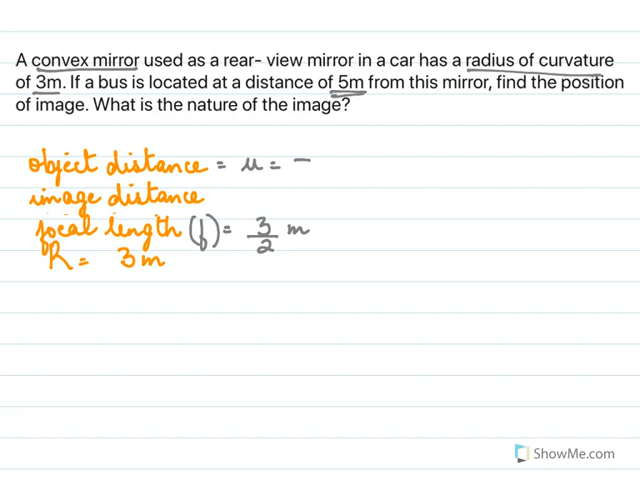 A convex mirror used as a rear- view mirror in a car has a radius of curvature
of 3m. If a bus is located at a distance of 5m from this mirror, find the position
of image. What is the nature of the image?
object distance = u = -
image distance
focal length (f) = 3/2 m
R = 3m
ShowMe.com